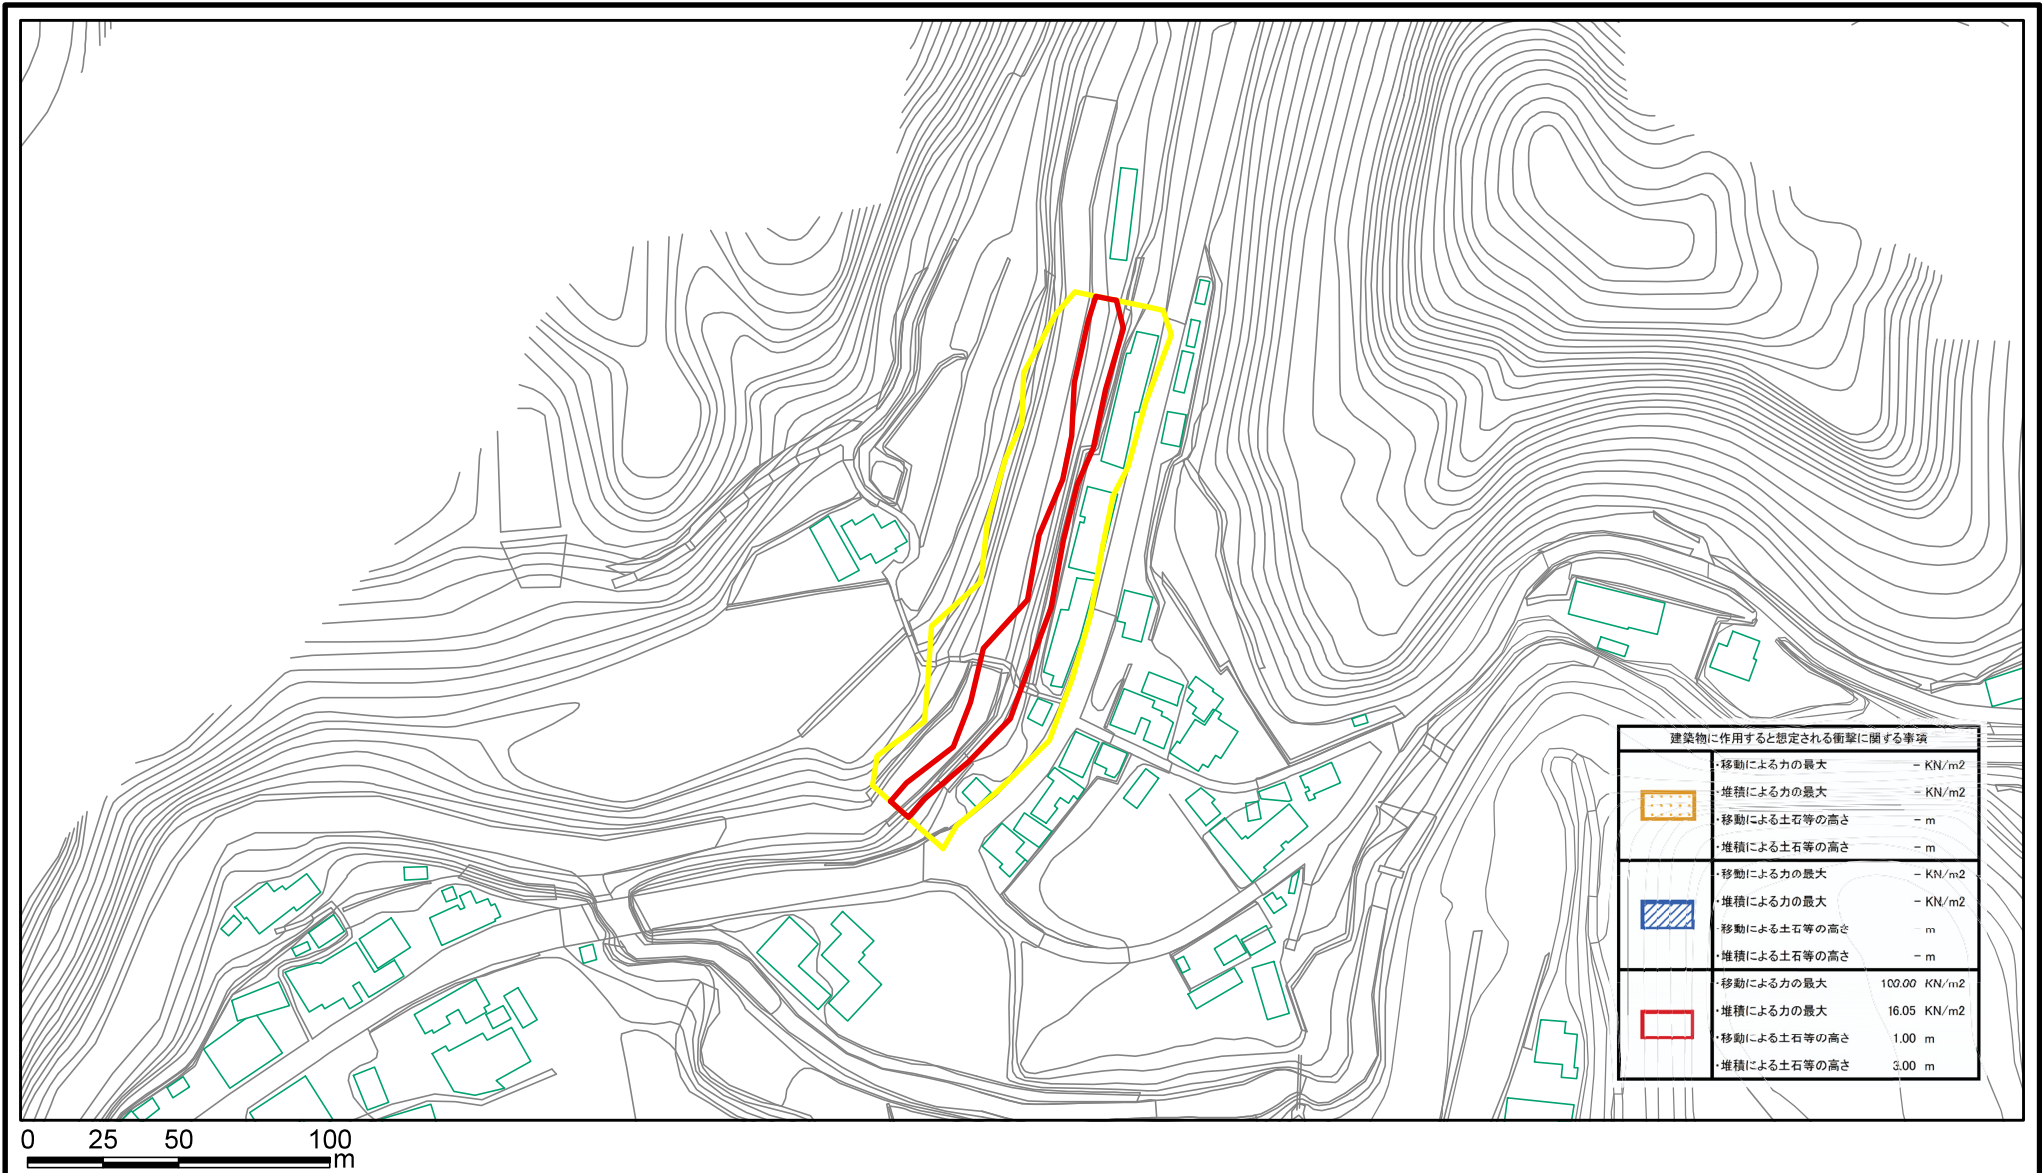 建築物に作用すると想定される衝撃に関する事項
・移動による力の最大 － KN/m2
・堆積による力の最大 － KN/m2
・移動による土石等の高さ － m
・堆積による土石等の高さ － m
・移動による力の最大 － KN/m2
・堆積による力の最大 － KN/m2
・移動による土石等の高さ － m
・堆積による土石等の高さ － m
・移動による力の最大 100.00 KN/m2
・堆積による力の最大 16.05 KN/m2
・移動による土石等の高さ 1.00 m
・堆積による土石等の高さ 3.00 m
0 25 50 100
m